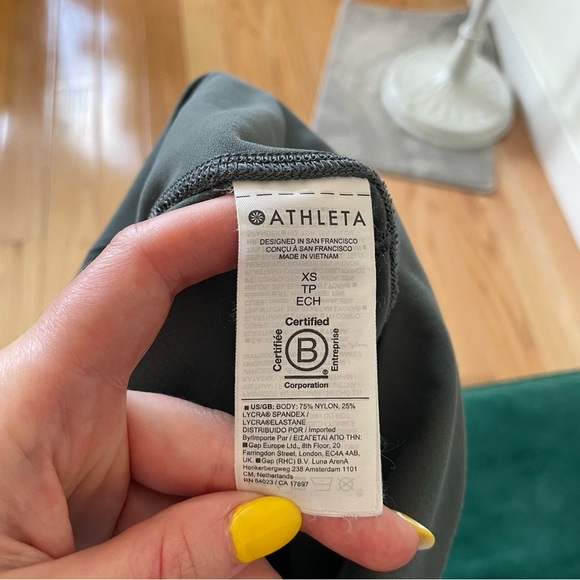 ATHLETA
DESIGNED IN SAN FRANCISCO
CONÇU À SAN FRANCISCO
MADE IN VIETNAM
XS
TP
ECH
Certified
Certifiée
B
Entreprise
®
Corporation
■ US/GB: BODY: 75% NYLON, 25%
LYCRA® SPANDEX /
LYCRA®ELASTANE
DISTRIBUIDO POR / Imported
By/Importe Par / ΕΙΣΑΓΕΤΑΙ ΑΠΟ ΤΗΝ:
■ Gap Europe Ltd., 8th Floor, 20
Farringdon Street, London, EC4A 4AB,
UK. ■ Gap (RHC) B.V. Luna ArenA
Herikerbergweg 238 Amsterdam 1101
CM, Netherlands
RN 54023 / CA 17897